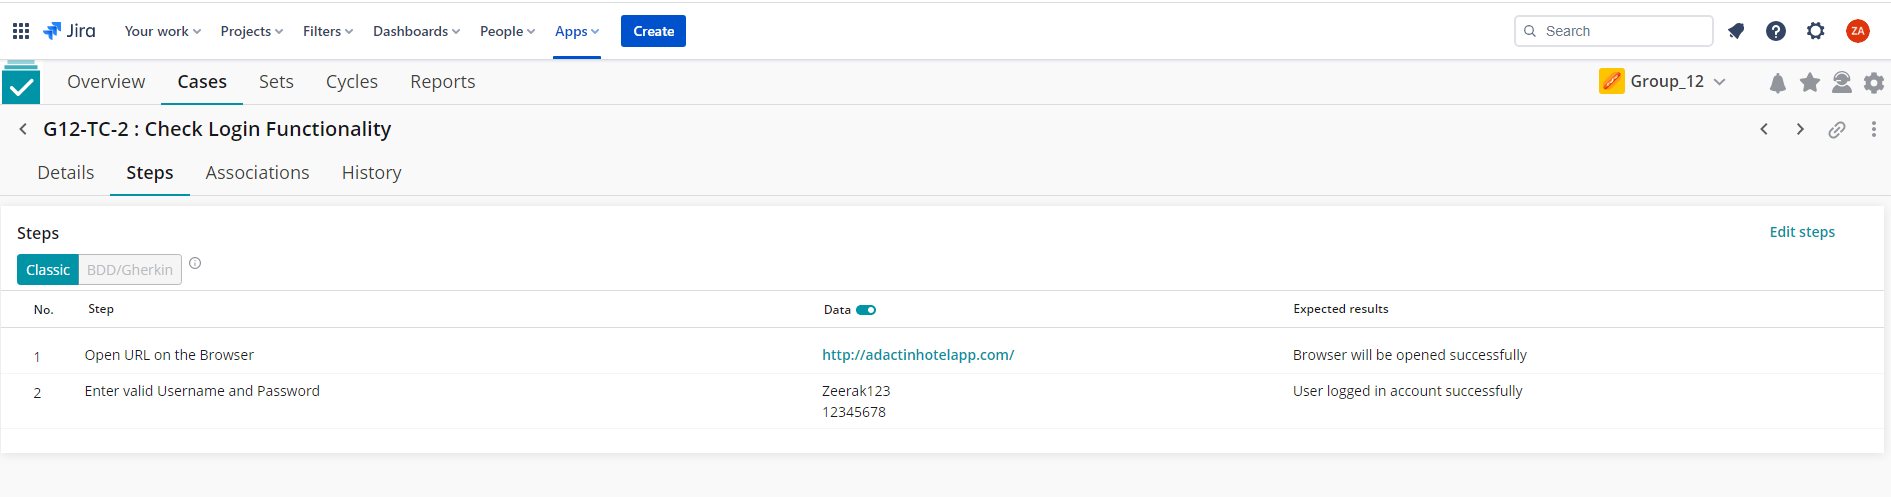 Jira Your work Projects Filters Dashboards People Apps Create Search ZA
Overview Cases Sets Cycles Reports Group_12
G12-TC-2 : Check Login Functionality
Details Steps Associations History
Steps Edit steps
Classic BDD/Gherkin
No. Step Data Expected results
1 Open URL on the Browser http://adactinhotelapp.com/ Browser will be opened successfully
2 Enter valid Username and Password Zeerak123 User logged in account successfully
12345678